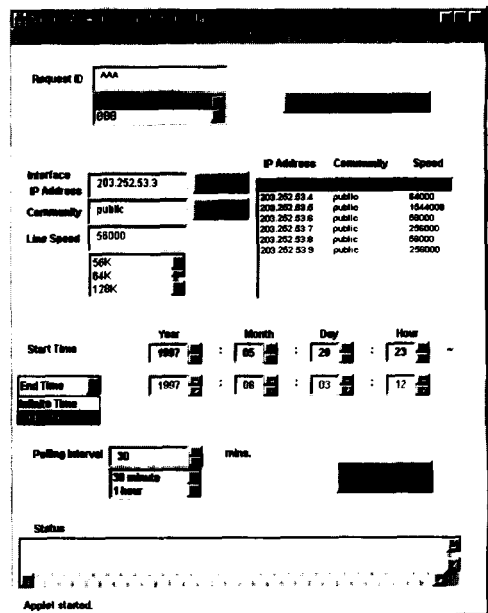 Request ID AAA
BBB
IP Address Community Speed
Interface
IP Address 203.252.53.3
203.252.53.4 public 64000
203.252.53.5 public 1544000
Community public
203.252.53.6 public 56000
203.252.53.7 public 256000
Line Speed 56000
203.252.53.8 public 56000
203.252.53.9 public 256000
56K
64K
128K
Year Month Day Hour
Start Time 1997 : 05 : 29 : 23 ~
End Time 1997 : 08 : 03 : 12
Infinite Time
Polling Interval 30 mins.
30 minute
1 hour
Status
Applet started.